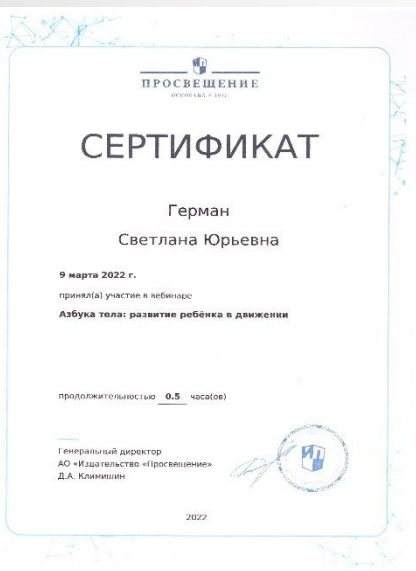 ПРОСВЕЩЕНИЕ
СЕРТИФИКАТ
Герман
Светлана Юрьевна
9 марта 2022 г.
принял(а) участие в вебинаре
Азбука тела: развитие ребёнка в движении
продолжительностью 0.5 часа(ов)
Генеральный директор
АО «Издательство «Просвещение»
Д.А. Климишин
2022